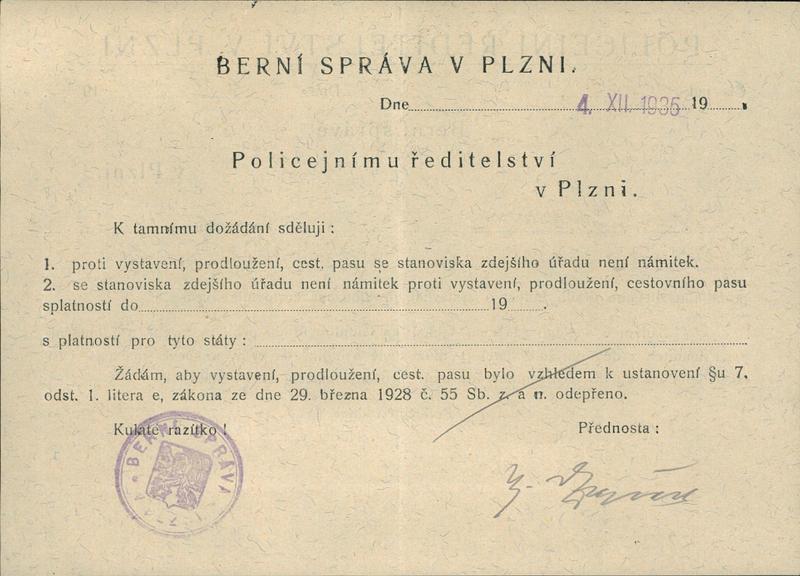 BERNÍ SPRÁVA V PLZNI.
Dne 4. XII. 1935 19 .
Policejnímu ředitelství
v Plzni.
K tamnímu dožádání sděluji :
1. proti vystavení, prodloužení, cest. pasu se stanoviska zdejšího úřadu není námitek.
2. se stanoviska zdejšího úřadu není námitek proti vystavení, prodloužení, cestovního pasu
splatností do 19 .
s platností pro tyto státy :
Žádám, aby vystavení, prodloužení, cest. pasu bylo vzhledem k ustanovení §u 7,
odst. 1. litera e, zákona ze dne 29. března 1928 č. 55 Sb. z. a n. odepřeno.
Kulaté razítko !
Přednosta :
BERNÍ SPRÁVA